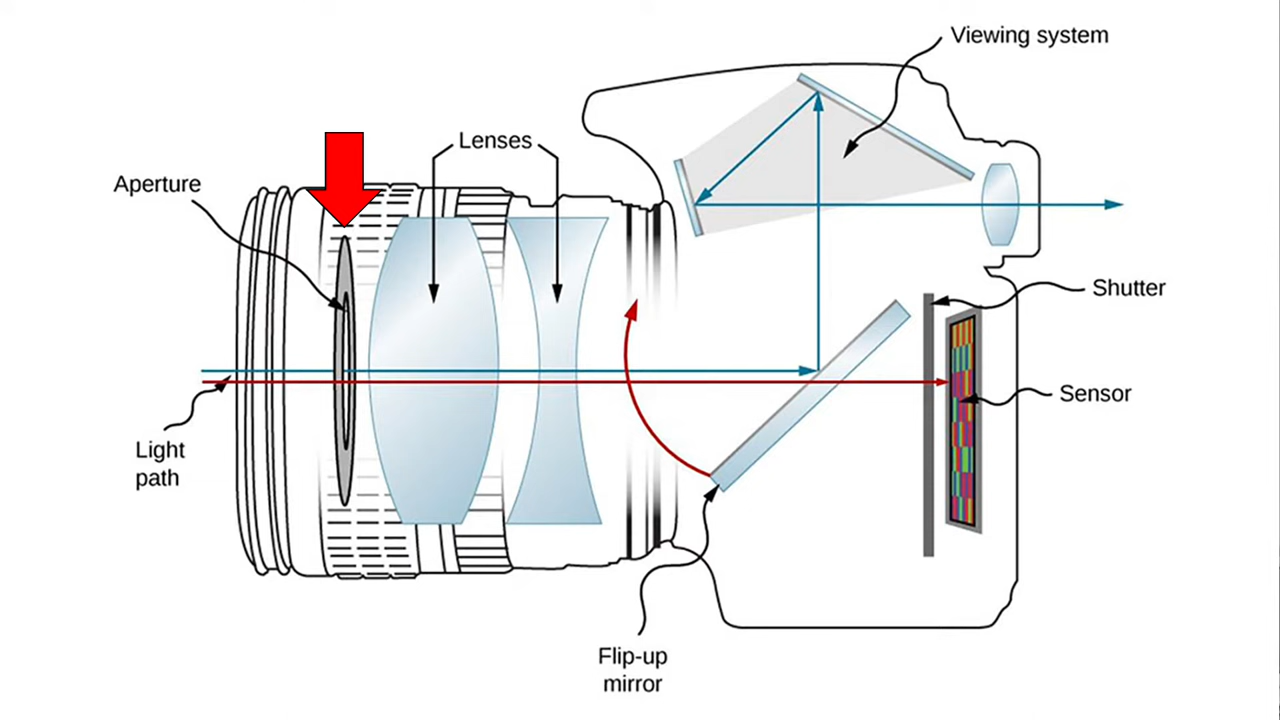 Viewing system
Lenses
Aperture
Shutter
Sensor
Light
path
Flip-up
mirror